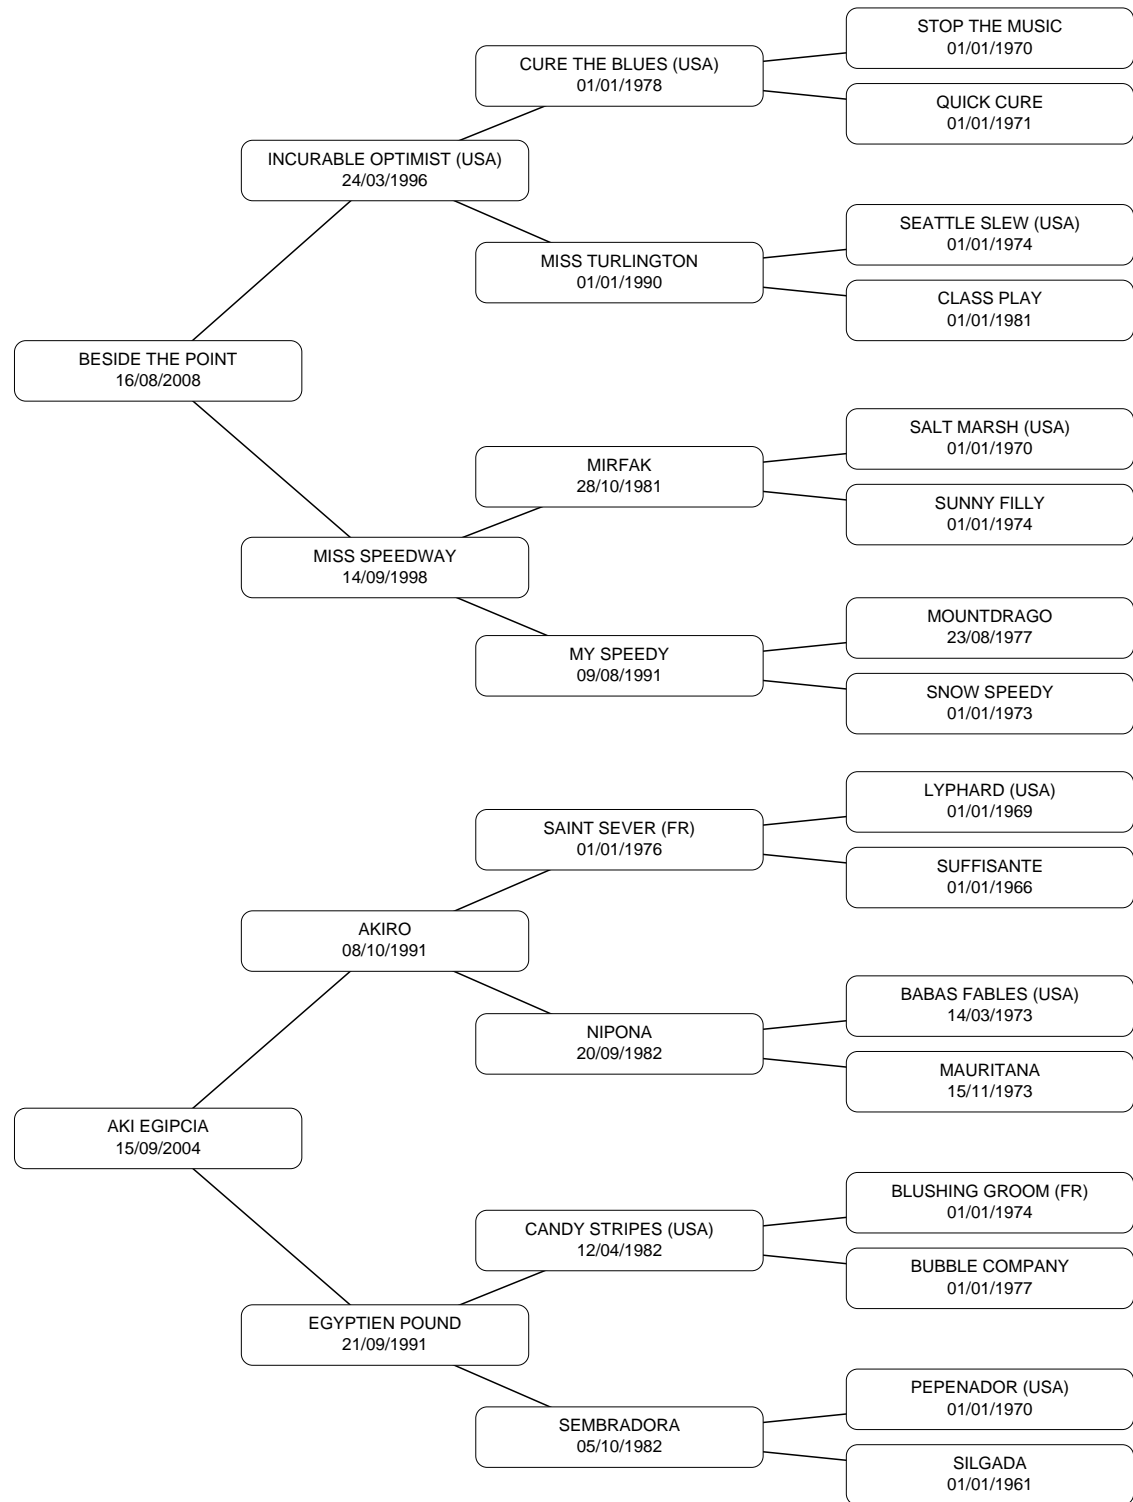 STOP THE MUSIC
01/01/1970
CURE THE BLUES (USA)
01/01/1978
QUICK CURE
01/01/1971
INCURABLE OPTIMIST (USA)
24/03/1996
SEATTLE SLEW (USA)
01/01/1974
MISS TURLINGTON
01/01/1990
CLASS PLAY
01/01/1981
BESIDE THE POINT
16/08/2008
SALT MARSH (USA)
01/01/1970
MIRFAK
28/10/1981
SUNNY FILLY
01/01/1974
MISS SPEEDWAY
14/09/1998
MOUNTDRAGO
23/08/1977
MY SPEEDY
09/08/1991
SNOW SPEEDY
01/01/1973
LYPHARD (USA)
01/01/1969
SAINT SEVER (FR)
01/01/1976
SUFFISANTE
01/01/1966
AKIRO
08/10/1991
BABAS FABLES (USA)
14/03/1973
NIPONA
20/09/1982
MAURITANA
15/11/1973
AKI EGIPCIA
15/09/2004
BLUSHING GROOM (FR)
01/01/1974
CANDY STRIPES (USA)
12/04/1982
BUBBLE COMPANY
01/01/1977
EGYPTIEN POUND
21/09/1991
PEPENADOR (USA)
01/01/1970
SEMBRADORA
05/10/1982
SILGADA
01/01/1961